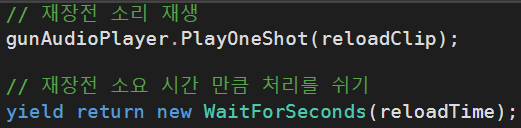 // 재장전 소리 재생
gunAudioPlayer.PlayOneShot(reloadClip);
// 재장전 소요 시간 만큼 처리를 쉬기
yield return new WaitForSeconds(reloadTime);